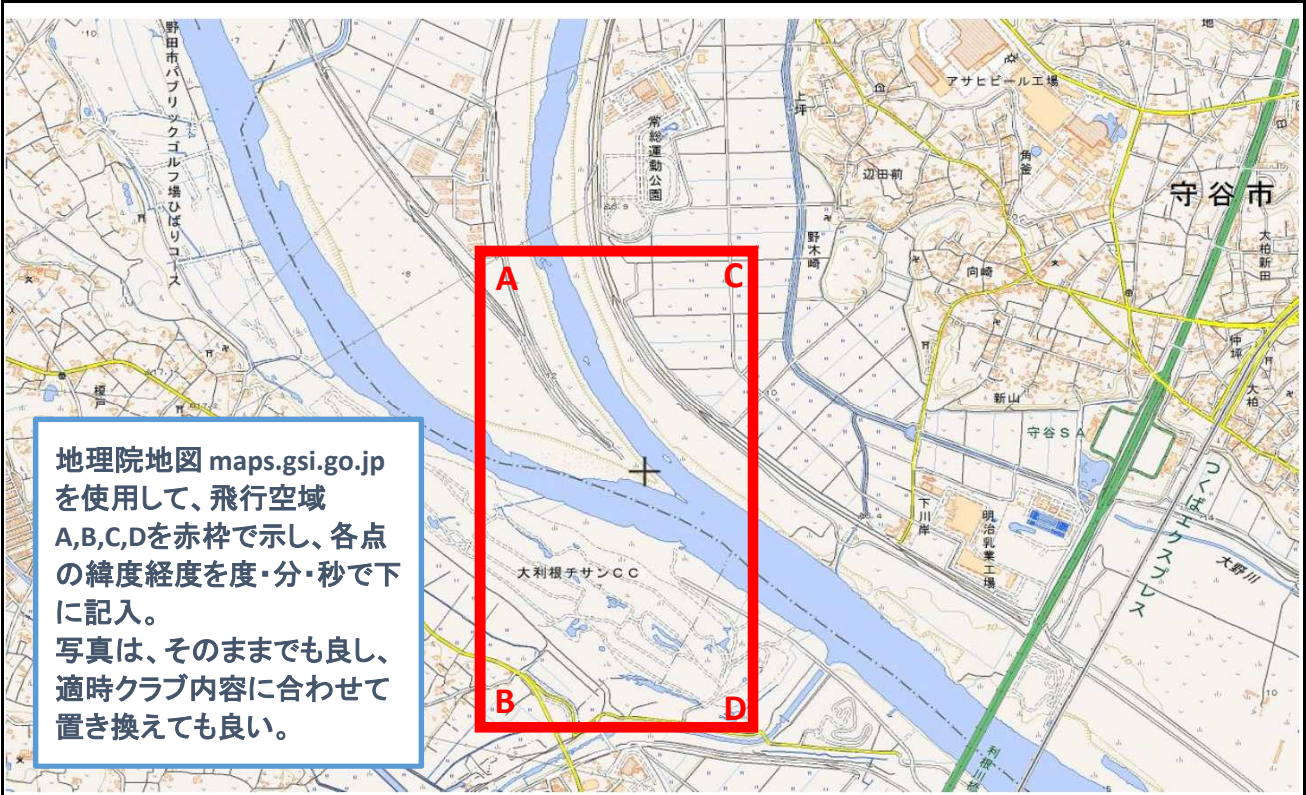 野田市パブリックゴルフ場ひばりコース
常総運動公園
上坪
アサヒビール工場
地
角釜
辺田前
守谷市
大柏新田
野木崎
向崎
A
C
仲坪
大柏
榎戸
新山
守谷SA
つくばエクスプレス
下川岸
明治乳業工場
大野川
大利根チサンCC
地理院地図 maps.gsi.go.jp
を使用して、飛行空域
A,B,C,Dを赤枠で示し、各点
の緯度経度を度・分・秒で下
に記入。
写真は、そのままでも良し、
適時クラブ内容に合わせて
置き換えても良い。
B
D
10
利根川橋